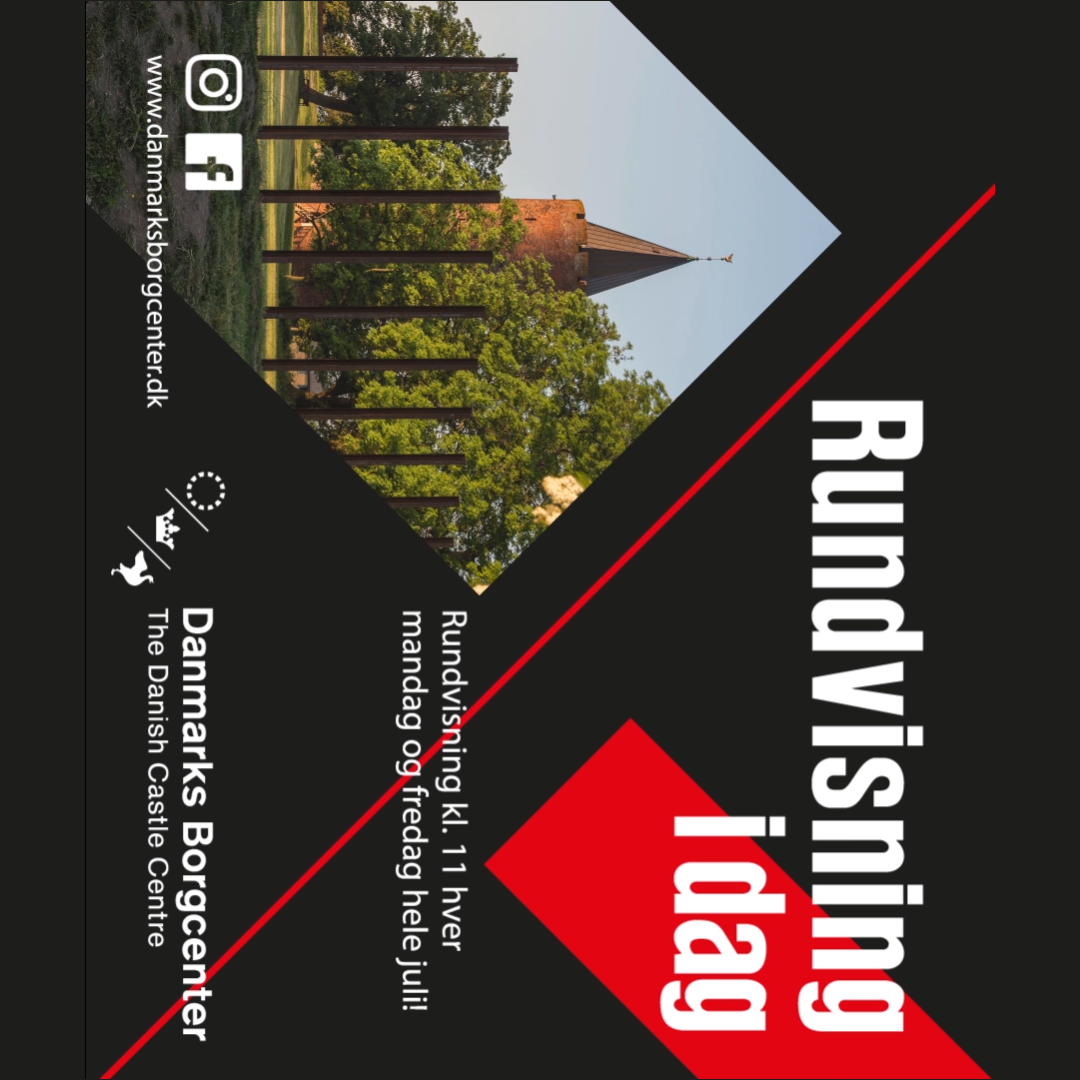 Rundvisning
i dag
Rundvisning kl. 11 hver
mandag og fredag hele juli!
Danmarks Borgcenter
The Danish Castle Centre
www.danmarksborgcenter.dk